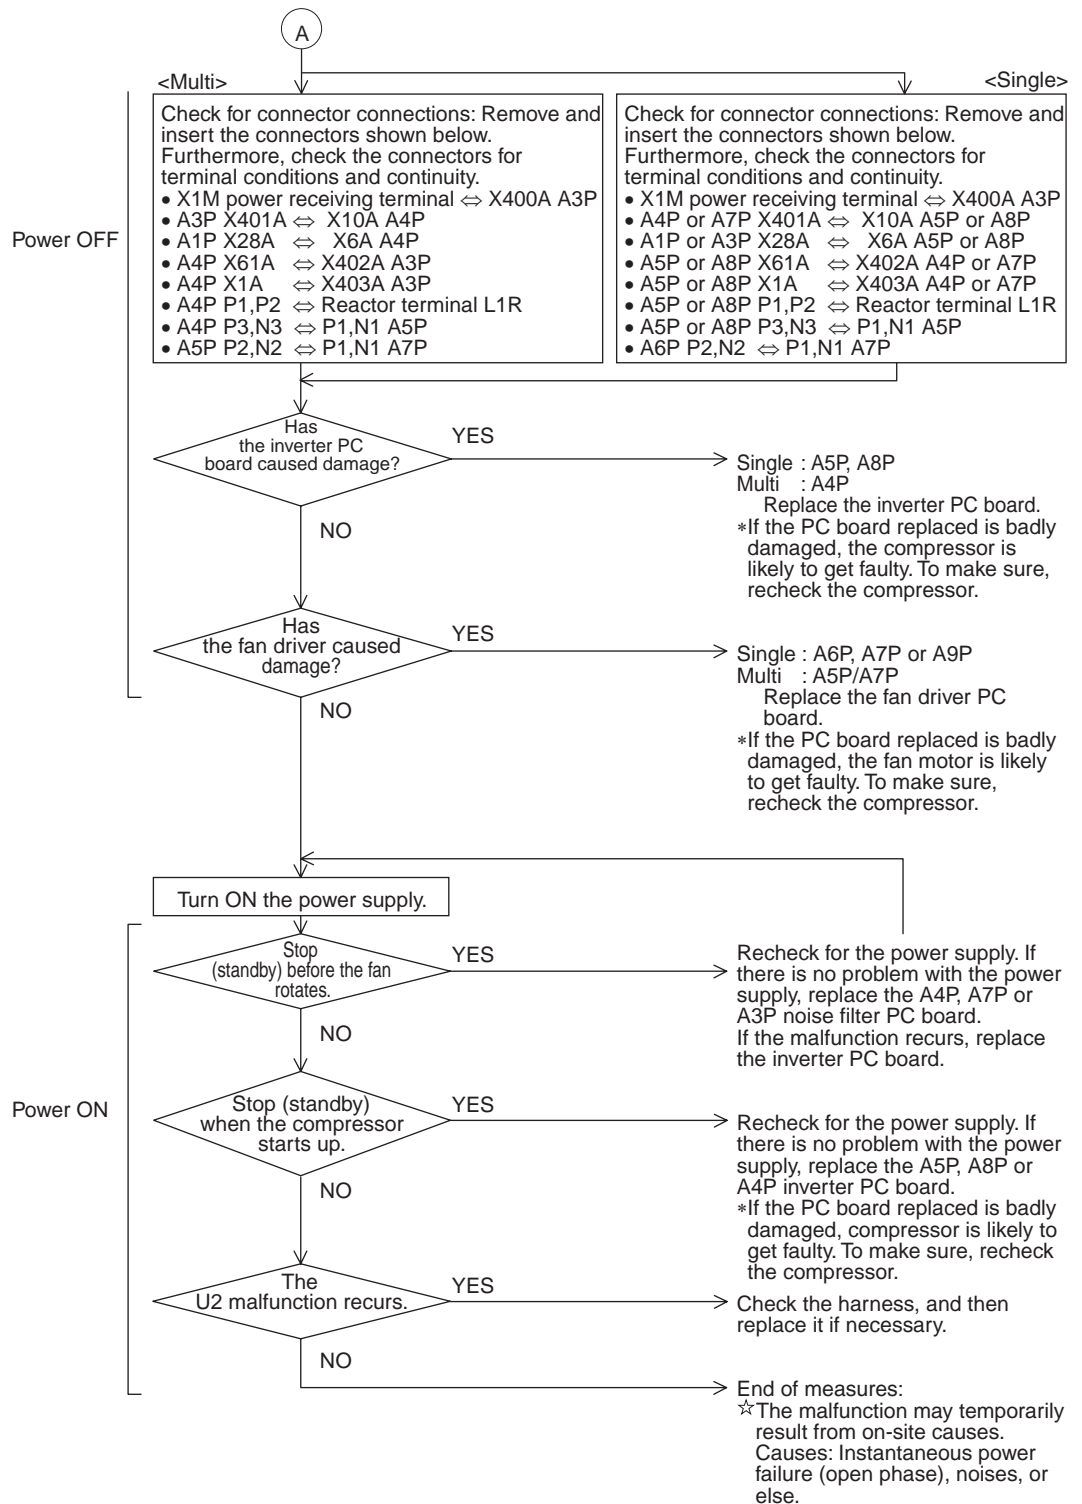 A
<Multi>
<Single>
Power OFF
Check for connector connections: Remove and
insert the connectors shown below.
Furthermore, check the connectors for
terminal conditions and continuity.
• X1M power receiving terminal ⇔ X400A A3P
• A3P X401A ⇔ X10A A4P
• A1P X28A ⇔ X6A A4P
• A4P X61A ⇔ X402A A3P
• A4P X1A ⇔ X403A A3P
• A4P P1,P2 ⇔ Reactor terminal L1R
• A4P P3,N3 ⇔ P1,N1 A5P
• A5P P2,N2 ⇔ P1,N1 A7P
Check for connector connections: Remove and
insert the connectors shown below.
Furthermore, check the connectors for
terminal conditions and continuity.
• X1M power receiving terminal ⇔ X400A A3P
• A4P or A7P X401A ⇔ X10A A5P or A8P
• A1P or A3P X28A ⇔ X6A A5P or A8P
• A5P or A8P X61A ⇔ X402A A4P or A7P
• A5P or A8P X1A ⇔ X403A A4P or A7P
• A5P or A8P P1,P2 ⇔ Reactor terminal L1R
• A5P or A8P P3,N3 ⇔ P1,N1 A5P
• A6P P2,N2 ⇔ P1,N1 A7P
Has
the inverter PC
board caused damage?
YES
NO
Single : A5P, A8P
Multi : A4P
Replace the inverter PC board.
*If the PC board replaced is badly
damaged, the compressor is
likely to get faulty. To make sure,
recheck the compressor.
Has
the fan driver caused
damage?
YES
NO
Single : A6P, A7P or A9P
Multi : A5P/A7P
Replace the fan driver PC
board.
*If the PC board replaced is badly
damaged, the fan motor is likely
to get faulty. To make sure,
recheck the compressor.
Turn ON the power supply.
Power ON
Stop
(standby) before the fan
rotates.
YES
NO
Recheck for the power supply. If
there is no problem with the power
supply, replace the A4P, A7P or
A3P noise filter PC board.
If the malfunction recurs, replace
the inverter PC board.
Stop (standby)
when the compressor
starts up.
YES
NO
Recheck for the power supply. If
there is no problem with the power
supply, replace the A5P, A8P or
A4P inverter PC board.
*If the PC board replaced is badly
damaged, compressor is likely to
get faulty. To make sure, recheck
the compressor.
The
U2 malfunction recurs.
YES
NO
Check the harness, and then
replace it if necessary.
End of measures:
☆The malfunction may temporarily
result from on-site causes.
Causes: Instantaneous power
failure (open phase), noises, or
else.